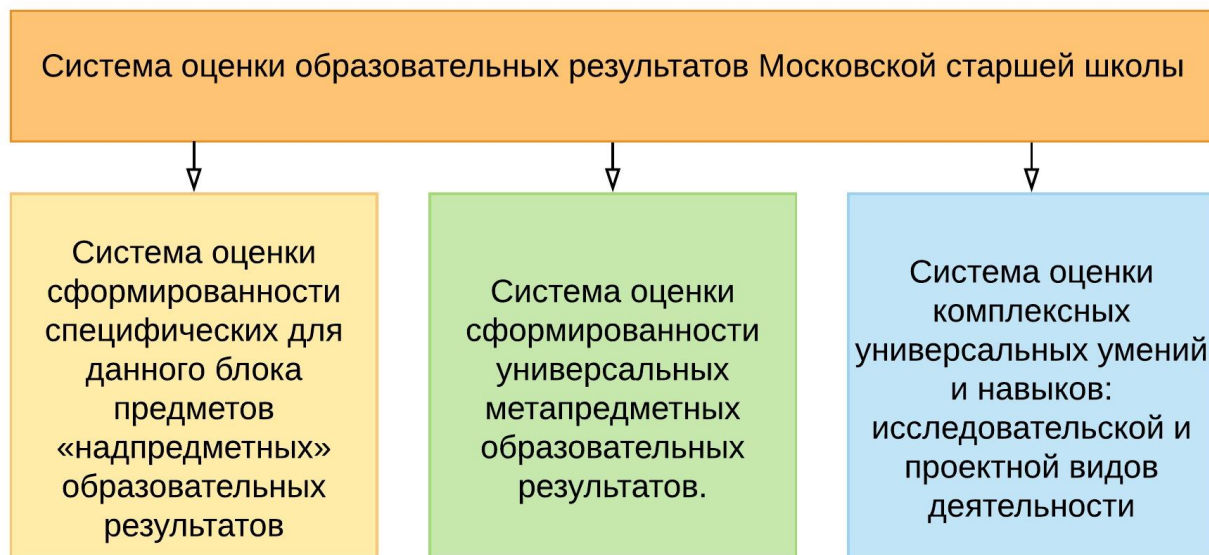 Система оценки образовательных результатов Московской старшей школы
Система оценки
сформированности
специфических для
данного блока
предметов
«надпредметных»
образовательных
результатов
Система оценки
сформированности
универсальных
метапредметных
образовательных
результатов.
Система оценки
комплексных
универсальных умений
и навыков:
исследовательской и
проектной видов
деятельности